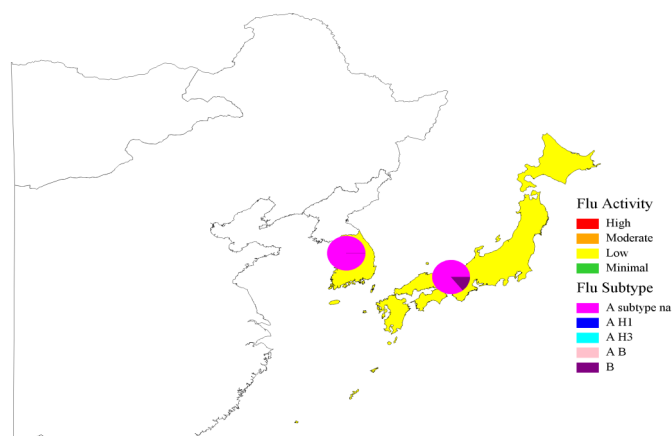 Flu Activity
High
Moderate
Low
Minimal
Flu Subtype
A subtype na
A H1
A H3
A B
B